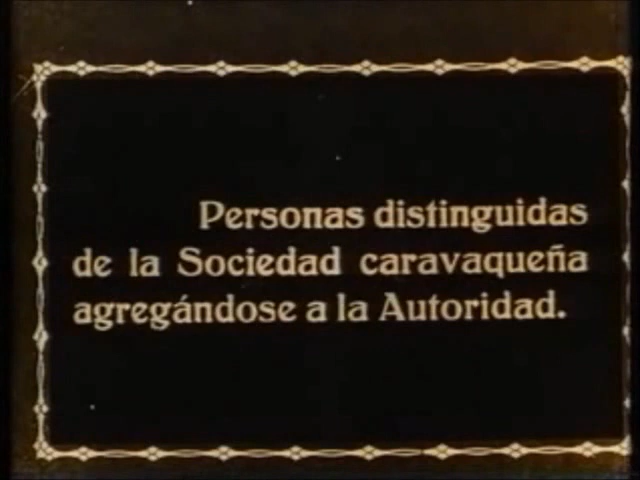 Personas distinguidas
de la Sociedad caravaqueña
agregándose a la Autoridad.